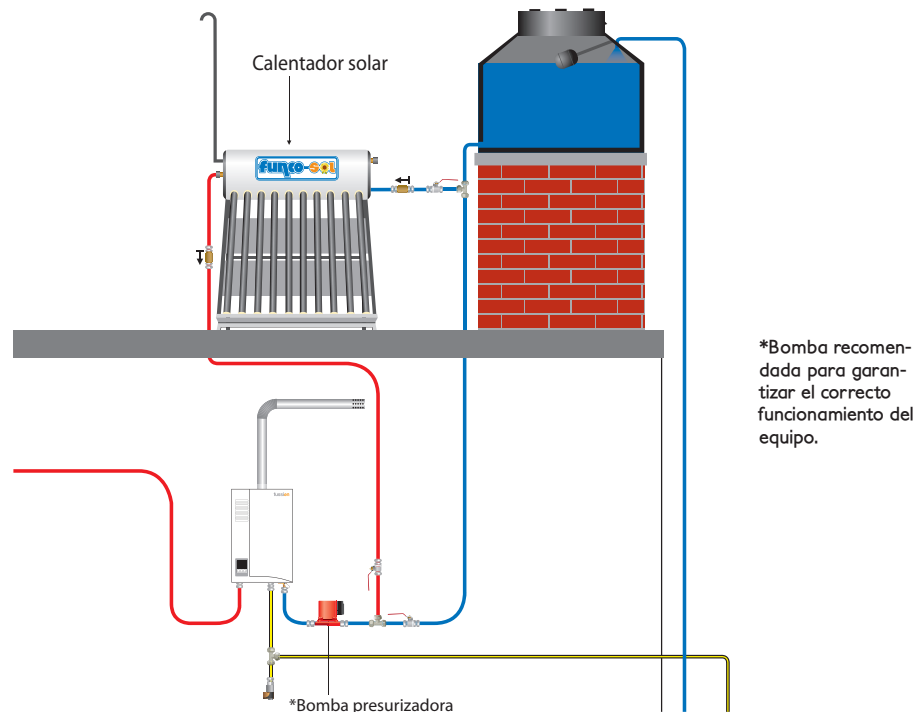 Calentador solar
funco-sol
*Bomba recomen-
dada para garan-
tizar el correcto
funcionamiento del
equipo.
*Bomba presurizadora